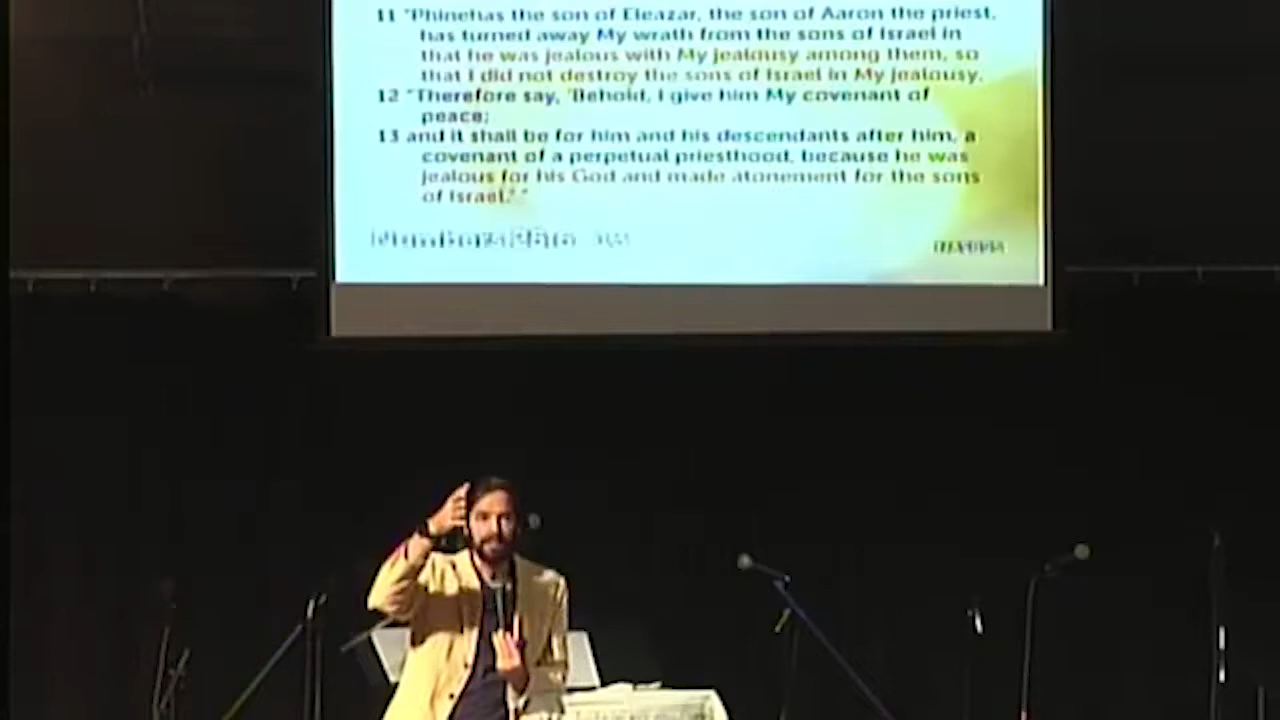 11 "Phinehas the son of Eleazar, the son of Aaron the priest,
has turned away My wrath from the sons of Israel in
that he was jealous with My jealousy among them, so
that I did not destroy the sons of Israel in My jealousy.
12 "Therefore say, 'Behold, I give him My covenant of
peace;
13 and it shall be for him and his descendants after him, a
covenant of a perpetual priesthood, because he was
jealous for his God and made atonement for the sons
of Israel.' "